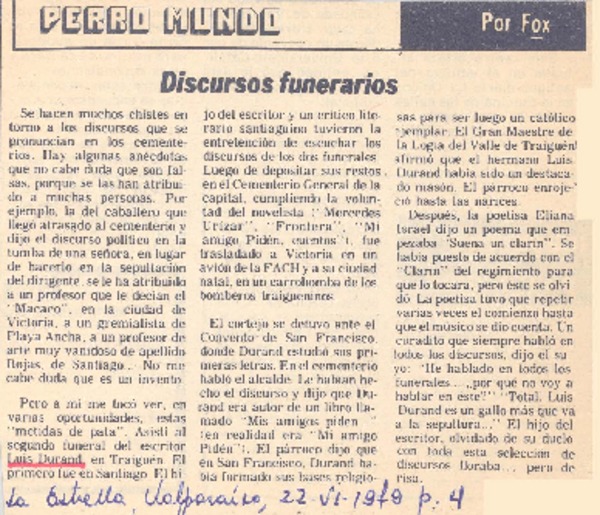 PERRO MUNDO
Por Fox
Discursos funerarios
Se hacen muchos chistes en
torno a los discursos que se
pronuncian en los cemente-
rios. Hay algunas anécdotas
que no cabe duda que son fal-
sas, porque se las han atribui-
do a muchas personas. Por
ejemplo, la del caballero que
llegó atrasado al cementerio y
dijo el discurso político en la
tumba de una señora, en lugar
de hacerlo en la sepultación
del dirigente, se le ha atribuido
a un profesor que le decían el
"Macaco", en la ciudad de
Victoria, a un gremialista de
Playa Ancha, a un profesor de
arte muy vanidoso de apellido
Rojas, de Santiago... No me
cabe duda que es un invento.
Pero a mi me tocó ver, en
varias oportunidades, estas
"metidas de pata". Asistí al
segundo funeral del escritor
Luis Durand, en Traiguén. El
primero fue en Santiago. El hi-
jo del escritor y un crítico lite-
rario santiaguino tuvieron la
entretención de escuchar los
discursos de los dos funerales.
Luego de depositar sus restos
en el Cementerio General de la
capital, cumpliendo la volun-
tad del novelista ("Mercedes
Urízar", "Frontera", "Mi
amigo Pidén, cuentos"), fue
trasladado a Victoria en un
avión de la FACH y a su ciudad
natal, en un carrobomba de los
bomberos traigueninos.
El cortejo se detuvo ante el
Convento de San Francisco,
donde Durand estudió sus pri-
meras letras. En el cementerio
habló el alcalde. Le habían he-
cho el discurso y dijo que Du-
rand era autor de un libro lla-
mado "Mis amigos piden..."
(en realidad era "Mi amigo
Pidén"). El párroco dijo que
en San Francisco, Durand ha-
bía formado sus bases religio-
sas para ser luego un católico
ejemplar. El Gran Maestre de
la Logia del Valle de Traiguén
afirmó que el hermano Luis
Durand había sido un destaca-
do masón. El párroco enroje-
ció hasta las narices.
Después, la poetisa Eliana
Israel dijo un poema que em-
pezaba "Suena un clarín". Se
había puesto de acuerdo con el
"Clarín" del regimiento para
que lo tocara, pero éste se olvi-
dó. La poetisa tuvo que repetir
varias veces el comienzo hasta
que el músico se dio cuenta. Un
curadito que siempre habló en
todos los discursos, dijo el su-
yo: "He hablado en todos los
funerales... ¿por qué no voy a
hablar en éste?" "Total, Luis
Durand es un gallo más que va
a la sepultura..." El hijo del
escritor, olvidado de su duelo
con toda esta selección de
discursos lloraba... pero de
risa.
La Estrella, Valparaíso, 22-VI-1979 p. 4